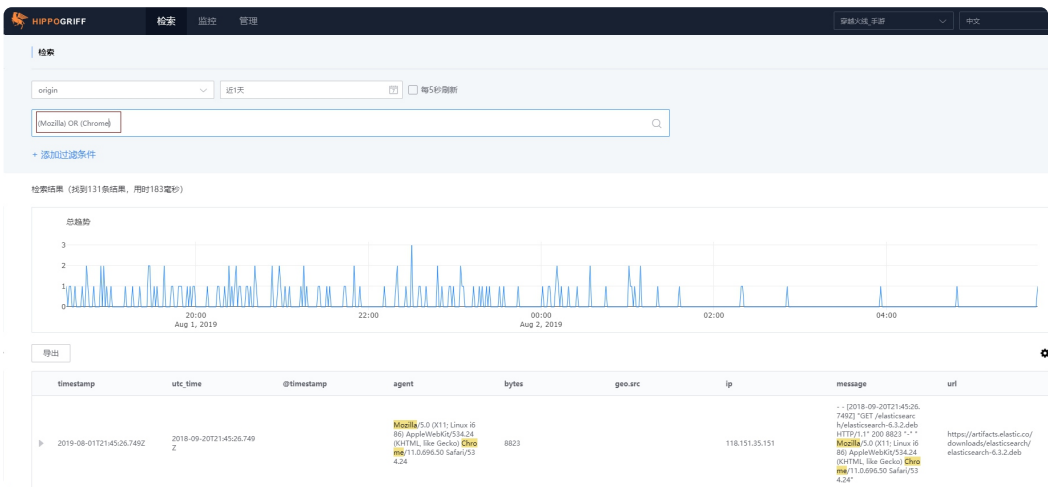 HIPPOGRIFF 检索 监控 管理 穿越火线_手游 中文
检索
origin 近1天 每5秒刷新
(Mozilla) OR (Chrome)
+ 添加过滤条件
检索结果（找到131条结果，用时183毫秒）
总趋势
3
2
1
0
20:00 22:00 00:00 02:00 04:00
Aug 1, 2019 Aug 2, 2019
导出
timestamp utc_time @timestamp agent bytes geo.src ip message url
2019-08-01T21:45:26.749Z
2018-09-20T21:45:26.749
Z
Mozilla/5.0 (X11; Linux i6
86) AppleWebKit/534.24
(KHTML, like Gecko) Chro
me/11.0.696.50 Safari/53
4.24
8823
118.151.35.151
- - [2018-09-20T21:45:26.
749Z] "GET /elasticsearc
h/elasticsearch-6.3.2.deb
HTTP/1.1" 200 8823 "-" "
Mozilla/5.0 (X11; Linux i6
86) AppleWebKit/534.24
(KHTML, like Gecko) Chro
me/11.0.696.50 Safari/53
4.24"
https://artifacts.elastic.co/
downloads/elasticsearch/
elasticsearch-6.3.2.deb